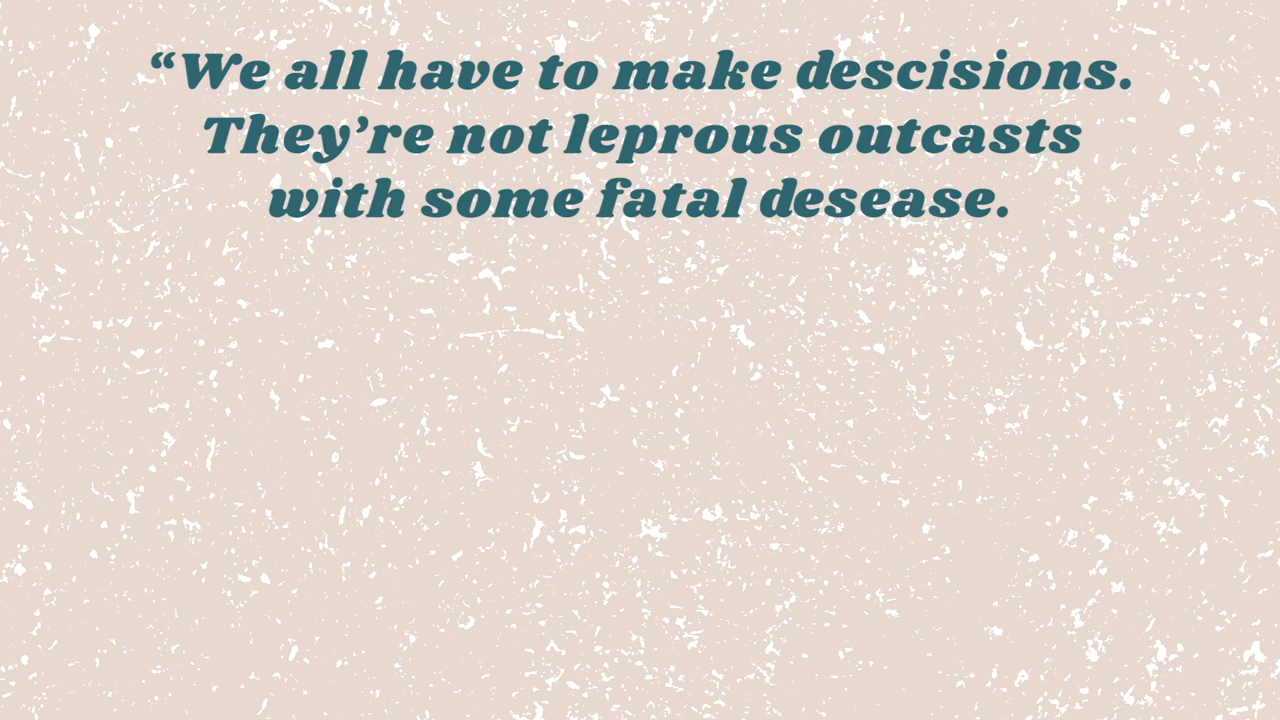 “We all have to make descisions.
They’re not leprous outcasts
with some fatal desease.